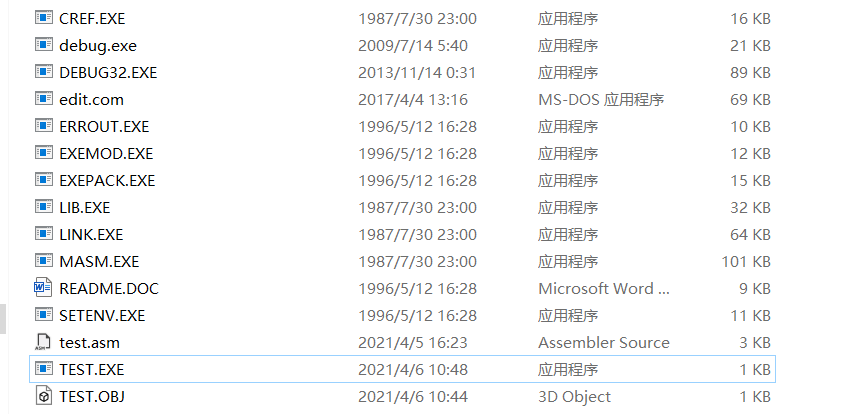 CREF.EXE 1987/7/30 23:00 应用程序 16 KB
debug.exe 2009/7/14 5:40 应用程序 21 KB
DEBUG32.EXE 2013/11/14 0:31 应用程序 89 KB
edit.com 2017/4/4 13:16 MS-DOS 应用程序 69 KB
ERROUT.EXE 1996/5/12 16:28 应用程序 10 KB
EXEMOD.EXE 1996/5/12 16:28 应用程序 12 KB
EXEPACK.EXE 1996/5/12 16:28 应用程序 15 KB
LIB.EXE 1987/7/30 23:00 应用程序 32 KB
LINK.EXE 1987/7/30 23:00 应用程序 64 KB
MASM.EXE 1987/7/30 23:00 应用程序 101 KB
README.DOC 1996/5/12 16:28 Microsoft Word ... 9 KB
SETENV.EXE 1996/5/12 16:28 应用程序 11 KB
test.asm 2021/4/5 16:23 Assembler Source 3 KB
TEST.EXE 2021/4/6 10:48 应用程序 1 KB
TEST.OBJ 2021/4/6 10:44 3D Object 1 KB